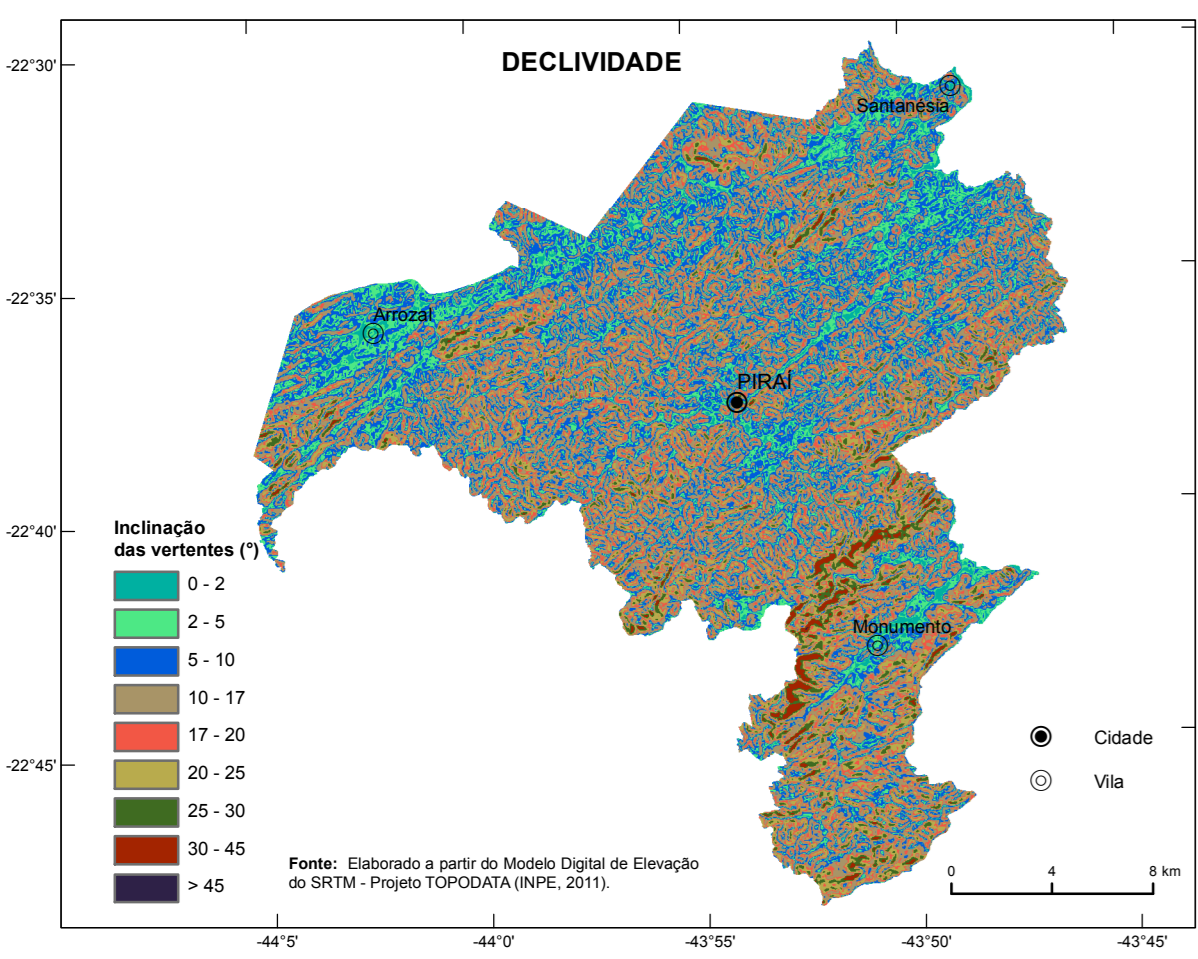 DECLIVIDADE
-22°30'
Santanésia
-22°35'
Arrozal
PIRAÍ
-22°40'
Inclinação
das vertentes (°)
0 - 2
2 - 5
5 - 10
10 - 17
17 - 20
20 - 25
25 - 30
30 - 45
> 45
Monumento
-22°45'
Cidade
Vila
Fonte: Elaborado a partir do Modelo Digital de Elevação
do SRTM - Projeto TOPODATA (INPE, 2011).
0 4 8 km
-44°5' -44°0' -43°55' -43°50' -43°45'